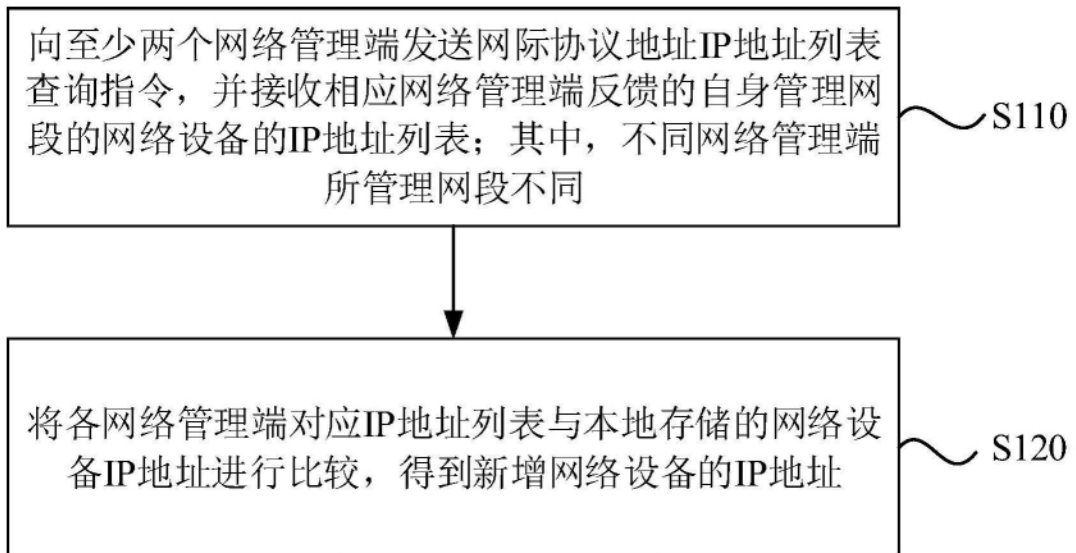 向至少两个网络管理端发送网际协议地址IP地址列表
查询指令，并接收相应网络管理端反馈的自身管理网
段的网络设备的IP地址列表；其中，不同网络管理端
所管理网段不同
S110
将各网络管理端对应IP地址列表与本地存储的网络设
备IP地址进行比较，得到新增网络设备的IP地址
S120